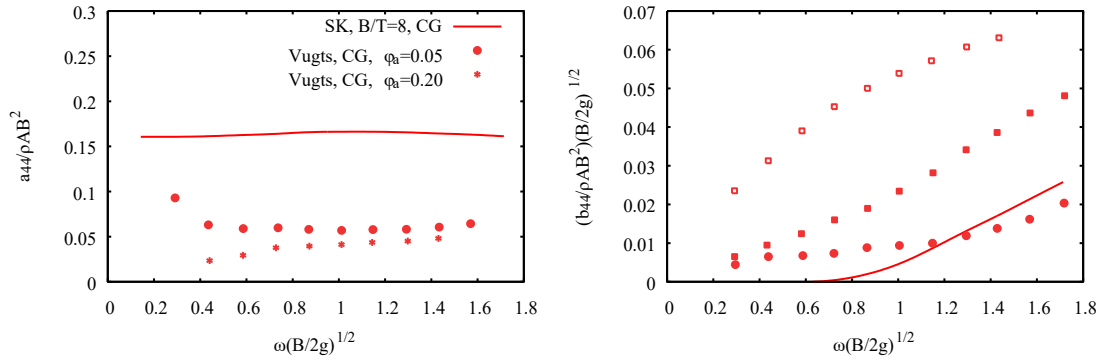 0.3
0.25
0.2
0.15
0.1
0.05
0
a₄₄/ρAB²
SK, B/T=8, CG
Vugts, CG, φₐ=0.05
Vugts, CG, φₐ=0.20
0 0.2 0.4 0.6 0.8 1 1.2 1.4 1.6 1.8
ω(B/2g)^1/2
0.07
0.06
0.05
0.04
0.03
0.02
0.01
0
(b₄₄/ρAB²)(B/2g)^1/2
0 0.2 0.4 0.6 0.8 1 1.2 1.4 1.6 1.8
ω(B/2g)^1/2